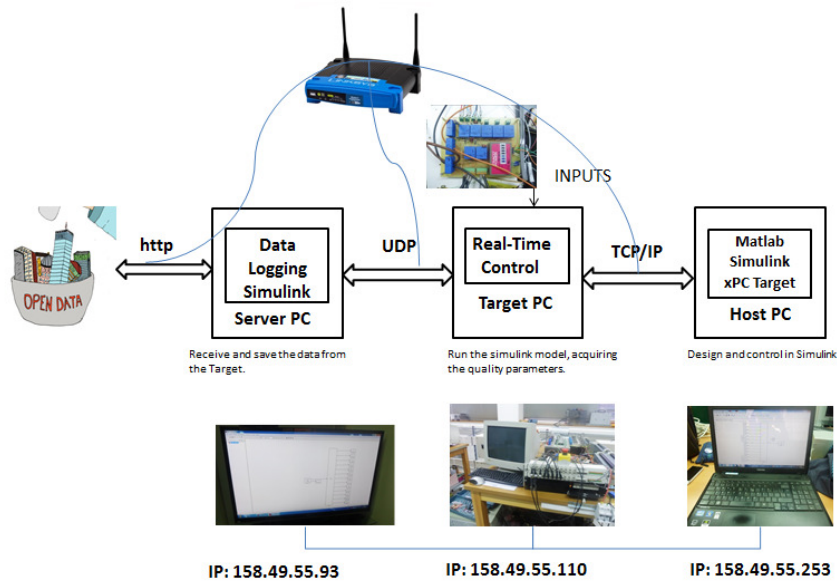 INPUTS
http
UDP
TCP/IP
OPEN DATA
Data
Logging
Simulink
Server PC
Real-Time
Control
Target PC
Matlab
Simulink
xPC Target
Host PC
Receive and save the data from
the Target.
Run the simulink model, acquiring
the quality parameters.
Design and control in Simulink
IP: 158.49.55.93
IP: 158.49.55.110
IP: 158.49.55.253